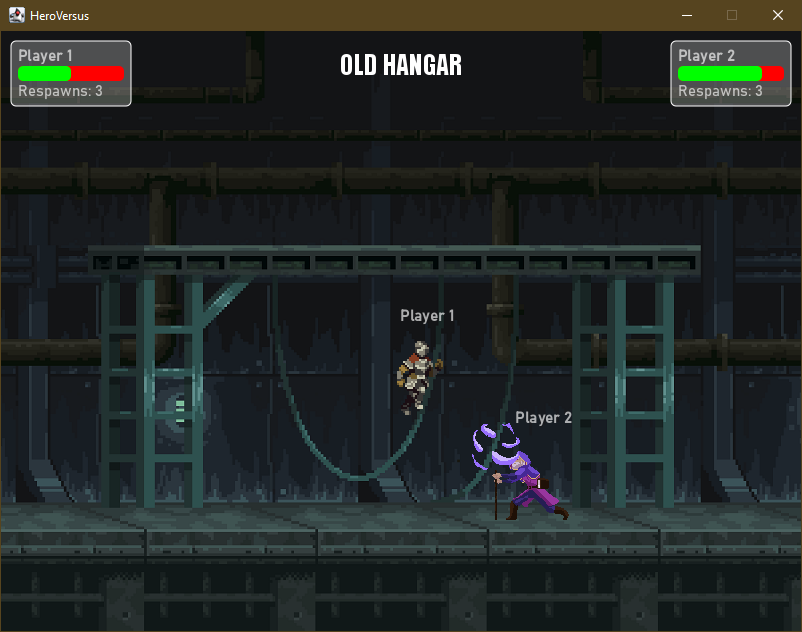 HeroVersus
Player 1
Respawns: 3
OLD HANGAR
Player 2
Respawns: 3
Player 1
Player 2